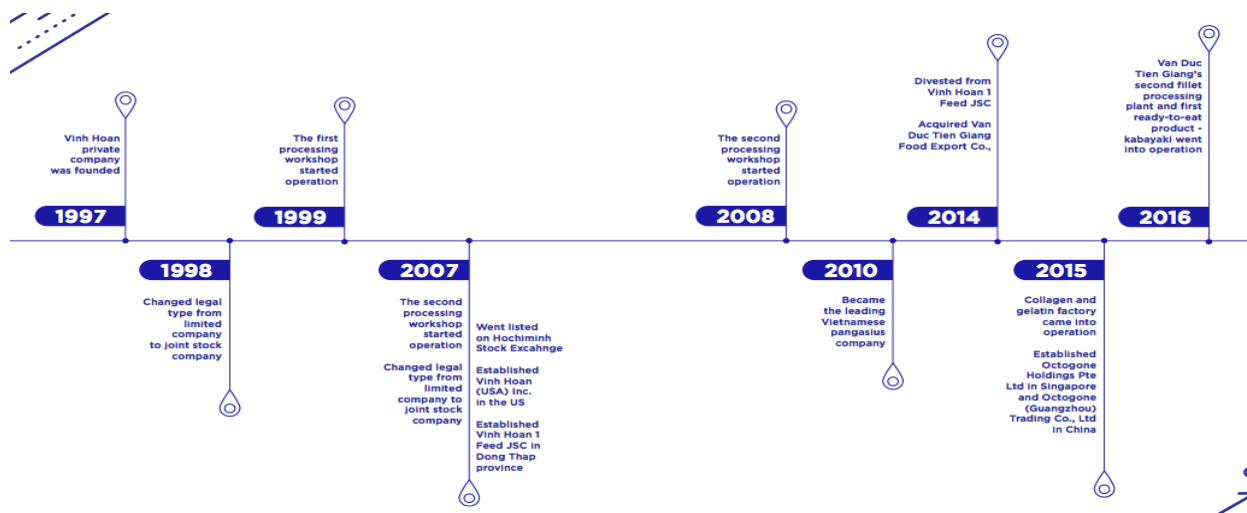 Vinh Hoan
private
company
was founded
1997
1998
Changed legal
type from
limited
company
to joint stock
company
The first
processing
workshop
started
operation
1999
2007
The second
processing
workshop
started
operation
Changed legal
type from
limited
company to
joint stock
company
Went listed
on Hochiminh
Stock Excahnge
Established
Vinh Hoan
(USA) Inc.
in the US
Established
Vinh Hoan 1
Feed JSC in
Dong Thap
province
The second
processing
workshop
started
operation
2008
2010
Became
the leading
Vietnamese
pangasius
company
Divested from
Vinh Hoan 1
Feed JSC
Acquired Van
Duc Tien Giang
Food Export Co.,
2014
2015
Collagen and
gelatin factory
came into
operation
Established
Octogone
Holdings Pte
Ltd in Singapore
and Octogone
(Guangzhou)
Trading Co., Ltd
in China
Van Duc
Tien Giang's
second fillet
processing
plant and first
ready-to-eat
product -
kabayaki went
into operation
2016